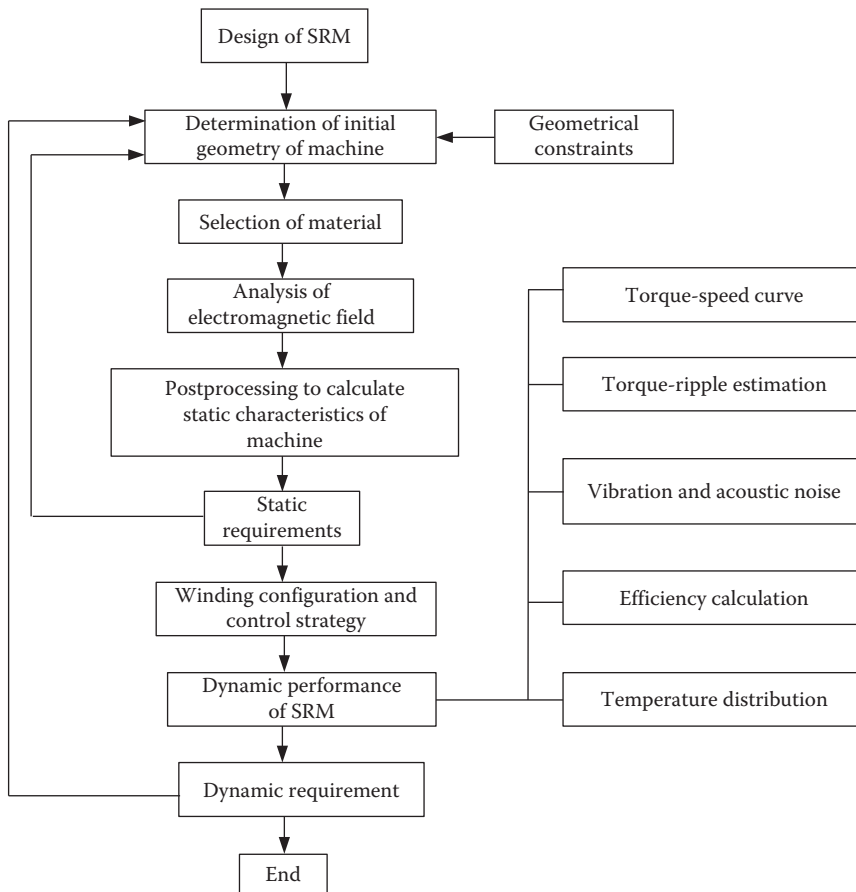 Design of SRM
Determination of initial
geometry of machine
Geometrical
constraints
Selection of material
Analysis of
electromagnetic field
Postprocessing to calculate
static characteristics of
machine
Static
requirements
Winding configuration and
control strategy
Dynamic performance
of SRM
Dynamic requirement
End
Torque-speed curve
Torque-ripple estimation
Vibration and acoustic noise
Efficiency calculation
Temperature distribution